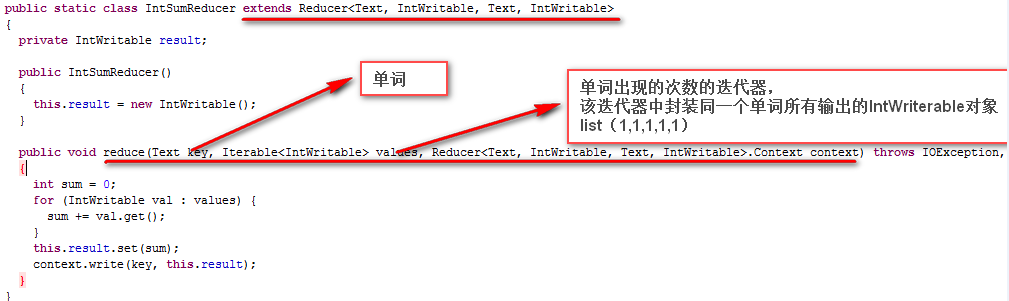 public static class IntSumReducer extends Reducer<Text, IntWritable, Text, IntWritable>
{
private IntWritable result;
public IntSumReducer()
{
this.result = new IntWritable();
}
单词
单词出现的次数的迭代器,
该迭代器中封装同一个单词所有输出的IntWriterable对象
list（1,1,1,1,1）
public void reduce(Text key, Iterable<IntWritable> values, Reducer<Text, IntWritable, Text, IntWritable>.Context context) throws IOException,
{
int sum = 0;
for (IntWritable val : values) {
sum += val.get();
}
this.result.set(sum);
context.write(key, this.result);
}
}